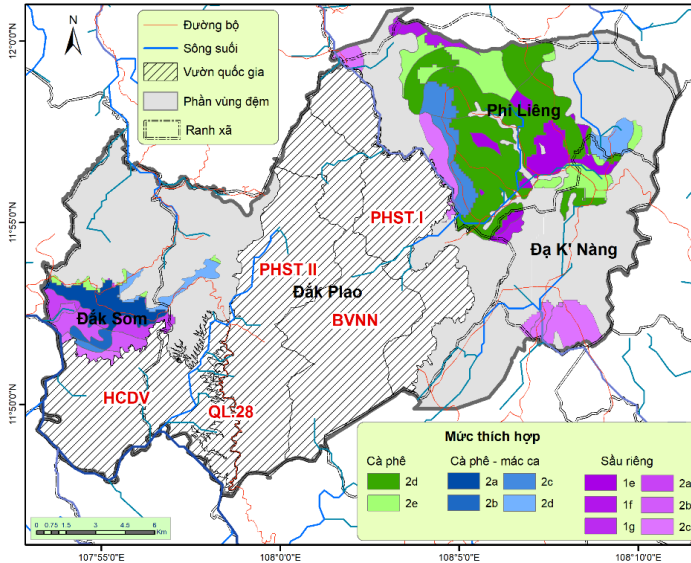 12°0'0"N
11°55'0"N
11°50'0"N
N
Đường bộ
Sông suối
Vườn quốc gia
Phần vùng đệm
Ranh xã
Phi Liêng
PHST I
Đạ K' Nàng
PHST II
Đắk Plao
BVNN
Đắk Som
HCDV
QL.28
Mức thích hợp
Cà phê
2d
2e
Cà phê - mác ca
2a
2b
2c
2d
Sầu riêng
1e
1f
1g
2a
2b
2c
0 0.75 1.5 3 4.5 6
Km
107°55'0"E
108°0'0"E
108°5'0"E
108°10'0"E